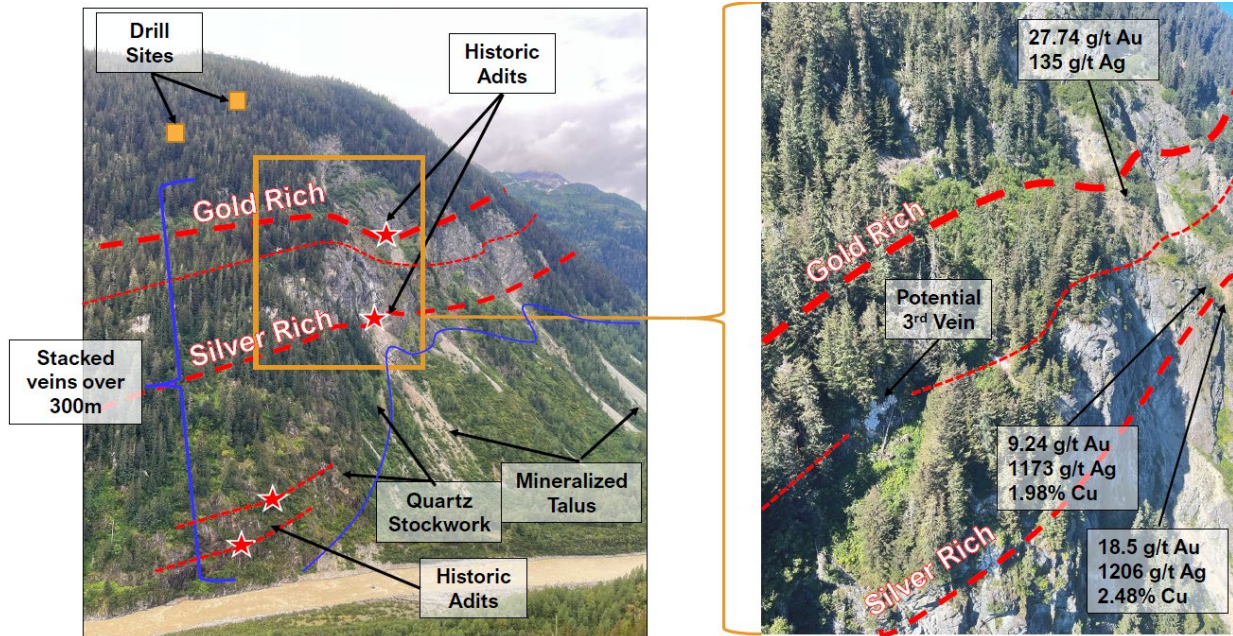 Drill
Sites
Historic
Adits
Gold Rich
Silver Rich
Stacked
veins over
300m
Quartz
Stockwork
Mineralized
Talus
Historic
Adits
27.74 g/t Au
135 g/t Ag
Gold Rich
Potential
3rd Vein
9.24 g/t Au
1173 g/t Ag
1.98% Cu
18.5 g/t Au
1206 g/t Ag
2.48% Cu
Silver Rich